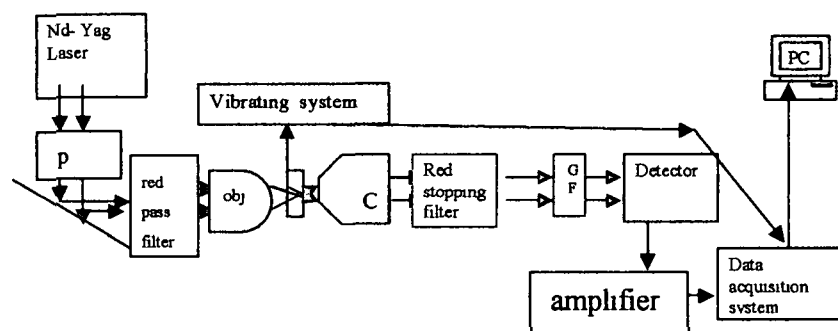 Nd- Yag
Laser
PC
Vibrating system
p
red
pass
filter
obj
C
Red
stopping
filter
G
F
Detector
amplifier
Data
acquisition
system